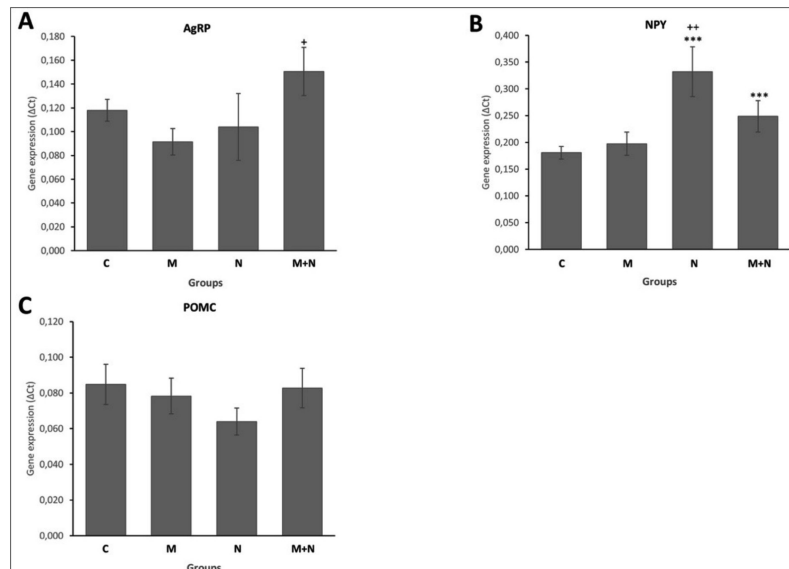 A
AgRP
Gene expression (ΔCt)
0,180
0,160
0,140
0,120
0,100
0,080
0,060
0,040
0,020
0,000
+
C M N M+N
Groups
B
NPY
Gene expression (ΔCt)
0,400
0,350
0,300
0,250
0,200
0,150
0,100
0,050
0,000
++
***
***
C M N M+N
Groups
C
POMC
Gene expression (ΔCt)
0,120
0,100
0,080
0,060
0,040
0,020
0,000
C M N M+N
Groups